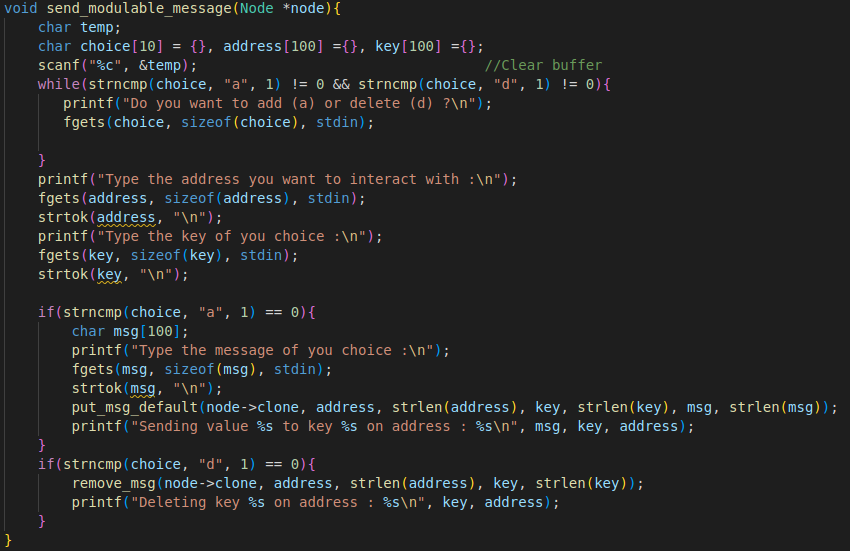 void send_modulable_message(Node *node){
    char temp;
    char choice[10] = {}, address[100] ={}, key[100] ={};
    scanf("%c", &temp);                                  //Clear buffer
    while(strncmp(choice, "a", 1) != 0 && strncmp(choice, "d", 1) != 0){
       printf("Do you want to add (a) or delete (d) ?\n");
       fgets(choice, sizeof(choice), stdin);

    }
    printf("Type the address you want to interact with :\n");
    fgets(address, sizeof(address), stdin);
    strtok(address, "\n");
    printf("Type the key of you choice :\n");
    fgets(key, sizeof(key), stdin);
    strtok(key, "\n");

    if(strncmp(choice, "a", 1) == 0){
        char msg[100];
        printf("Type the message of you choice :\n");
        fgets(msg, sizeof(msg), stdin);
        strtok(msg, "\n");
        put_msg_default(node->clone, address, strlen(address), key, strlen(key), msg, strlen(msg));
        printf("Sending value %s to key %s on address : %s\n", msg, key, address);
    }
    if(strncmp(choice, "d", 1) == 0){
        remove_msg(node->clone, address, strlen(address), key, strlen(key));
        printf("Deleting key %s on address : %s\n", key, address);
    }
}